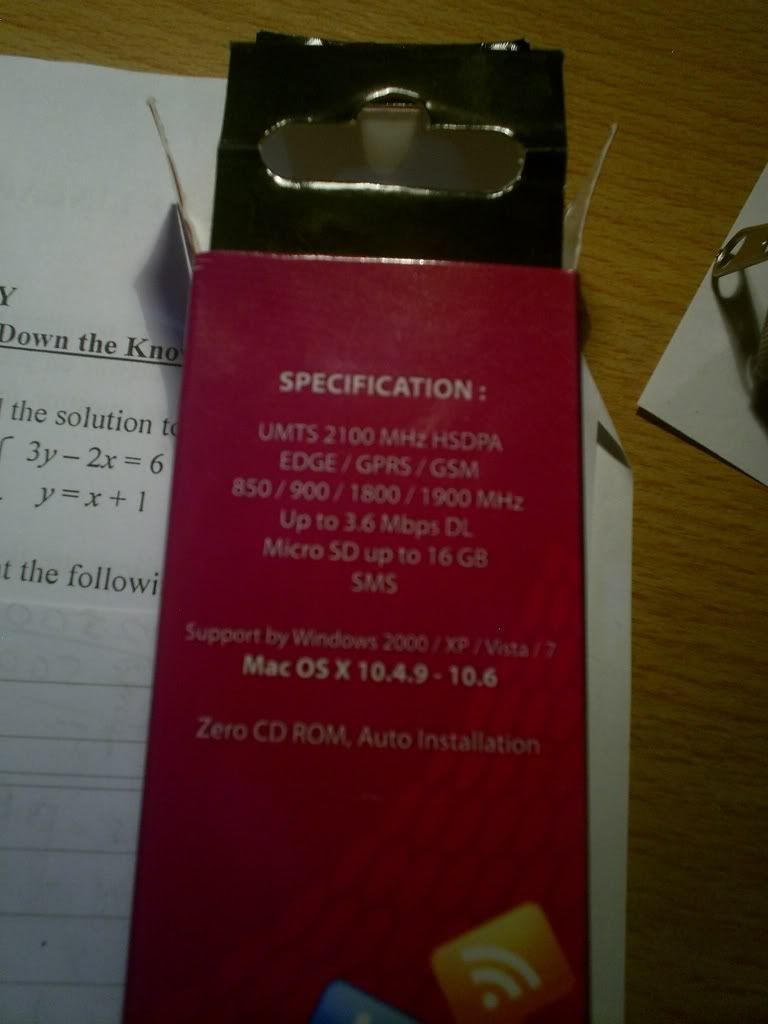 Y
Down the Kno
the solution to
3y – 2x = 6
y = x + 1
t the followi
SPECIFICATION :
UMTS 2100 MHz HSDPA
EDGE / GPRS / GSM
850 / 900 / 1800 / 1900 MHz
Up to 3.6 Mbps DL
Micro SD up to 16 GB
SMS
Support by Windows 2000 / XP / Vista / 7
Mac OS X 10.4.9 - 10.6
Zero CD ROM, Auto Installation